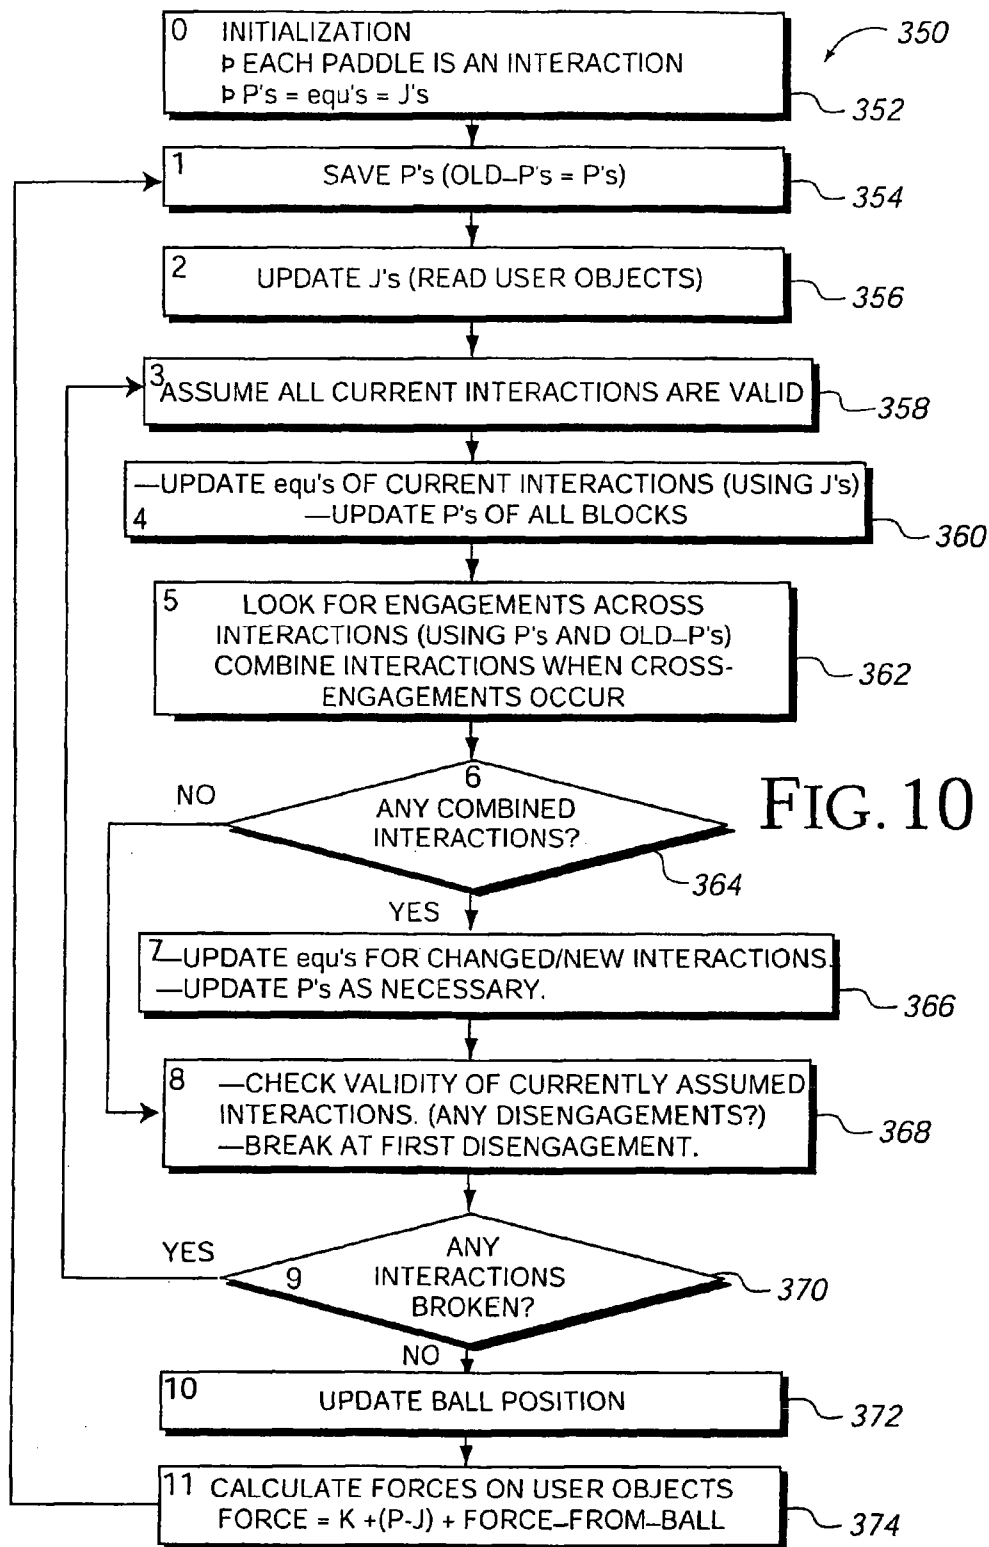 0 INITIALIZATION
Þ EACH PADDLE IS AN INTERACTION
Þ P's = equ's = J's
350
352
1
SAVE P's (OLD_P's = P's)
354
2
UPDATE J's (READ USER OBJECTS)
356
3
ASSUME ALL CURRENT INTERACTIONS ARE VALID
358
—UPDATE equ's OF CURRENT INTERACTIONS (USING J's)
4 —UPDATE P's OF ALL BLOCKS
360
5 LOOK FOR ENGAGEMENTS ACROSS
INTERACTIONS (USING P's AND OLD_P's)
COMBINE INTERACTIONS WHEN CROSS-
ENGAGEMENTS OCCUR
362
6
NO
ANY COMBINED
INTERACTIONS?
FIG. 10
364
YES
7 —UPDATE equ's FOR CHANGED/NEW INTERACTIONS.
—UPDATE P's AS NECESSARY.
366
8 —CHECK VALIDITY OF CURRENTLY ASSUMED
INTERACTIONS. (ANY DISENGAGEMENTS?)
—BREAK AT FIRST DISENGAGEMENT.
368
YES
ANY
9 INTERACTIONS
BROKEN?
370
NO
10
UPDATE BALL POSITION
372
11 CALCULATE FORCES ON USER OBJECTS
FORCE = K +(P-J) + FORCE_FROM_BALL
374